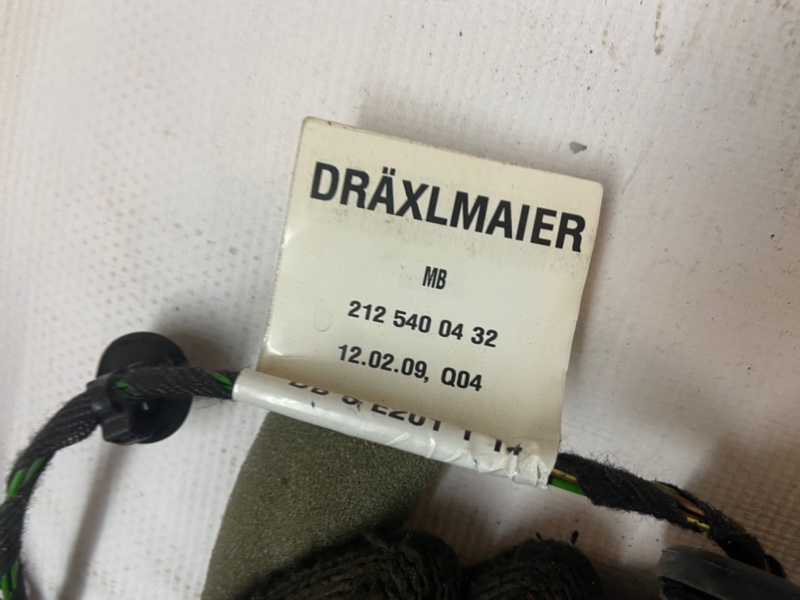 DRÄXLMAIER
MB
212 540 04 32
12.02.09, Q04